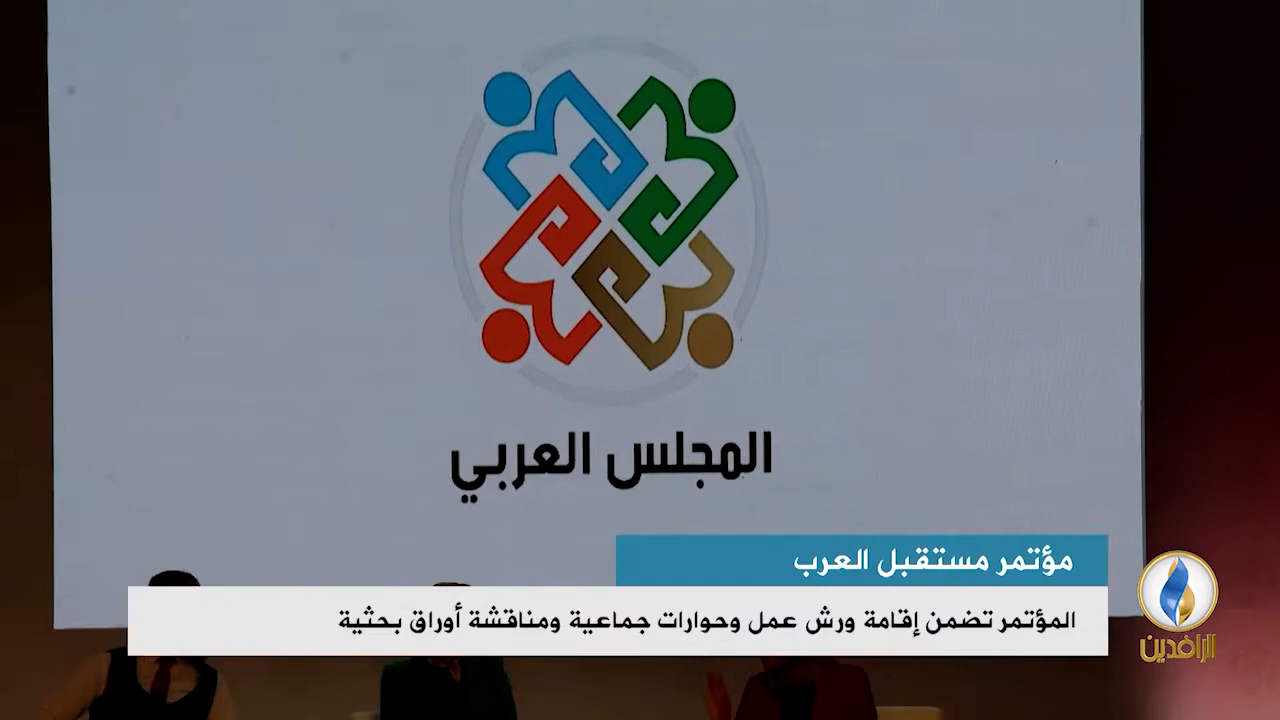 المجلس العربي
مؤتمر مستقبل العرب
المؤتمر تضمن إقامة ورش عمل وحوارات جماعية ومناقشة أوراق بحثية
الرافدين